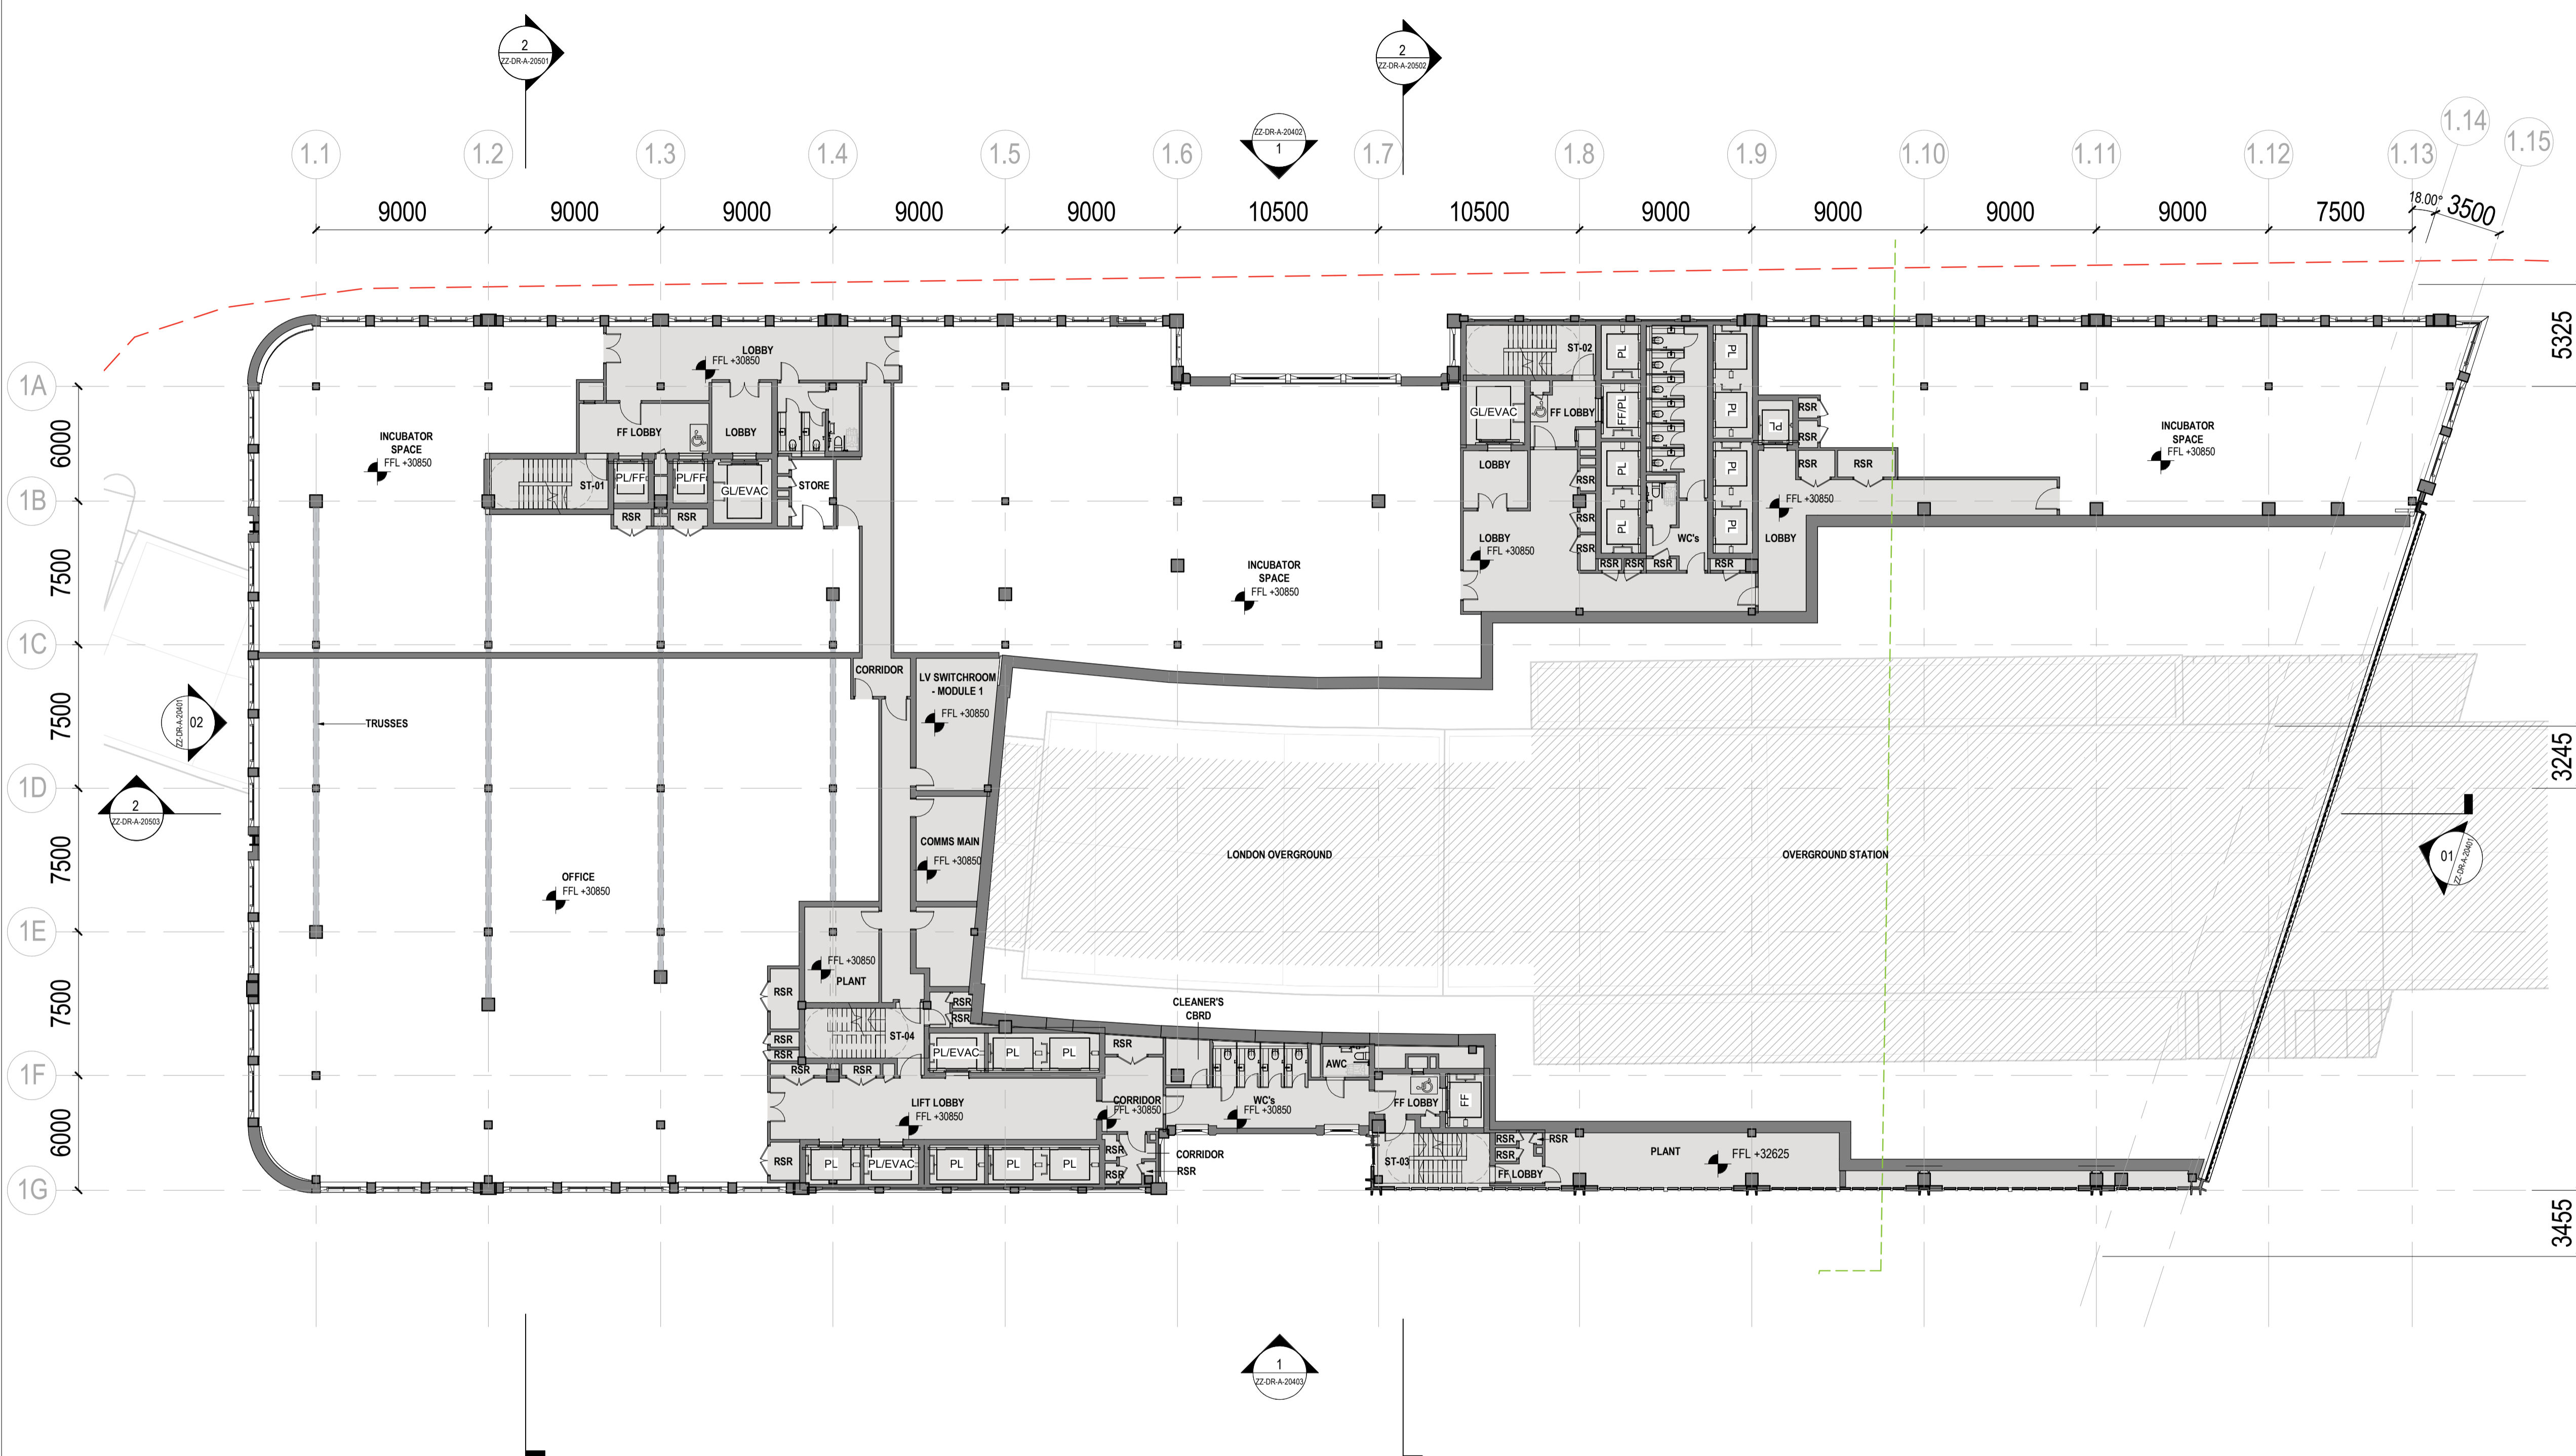 2
ZZ-DR-A-20501
2
ZZ-DR-A-20502
ZZ-DR-A-20402
1
1.1
1.2
1.3
1.4
1.5
1.6
1.7
1.8
1.9
1.10
1.11
1.12
1.13
1.14
1.15
9000
9000
9000
9000
9000
10500
10500
9000
9000
9000
9000
7500
18.00°
3500
5325
3245
3455
1A
6000
1B
7500
1C
7500
1D
7500
1E
7500
1F
6000
1G
LOBBY
FFL +30850
INCUBATOR
SPACE
FFL +30850
FF LOBBY
LOBBY
ST-01
PL/FF
PL/FF
GL/EVAC
STORE
RSR
RSR
INCUBATOR
SPACE
FFL +30850
ST-02
PL
PL
GL/EVAC
FF LOBBY
FF/PL
PL
PL
RSR
RSR
LOBBY
PL
PL
RSR
RSR
RSR
RSR
RSR
PL
PL
LOBBY
FFL +30850
WC's
RSR
RSR
RSR
RSR
FFL +30850
LOBBY
INCUBATOR
SPACE
FFL +30850
CORRIDOR
LV SWITCHROOM
- MODULE 1
FFL +30850
TRUSSES
02
ZZ-DR-A-20401
2
ZZ-DR-A-20503
COMMS MAIN
FFL +30850
LONDON OVERGROUND
OVERGROUND STATION
01
ZZ-DR-A-20401
OFFICE
FFL +30850
FFL +30850
PLANT
RSR
RSR
RSR
RSR
RSR
RSR
RSR
ST-04
PL/EVAC
PL
PL
RSR
CLEANER'S
CBRD
AWC
LIFT LOBBY
FFL +30850
CORRIDOR
FFL +30850
WC's
FFL +30850
FF LOBBY
FF
RSR
PL
PL/EVAC
PL
PL
PL
RSR
RSR
CORRIDOR
RSR
ST-03
RSR
RSR
RSR
FF LOBBY
PLANT
FFL +32625
1
ZZ-DR-A-20403